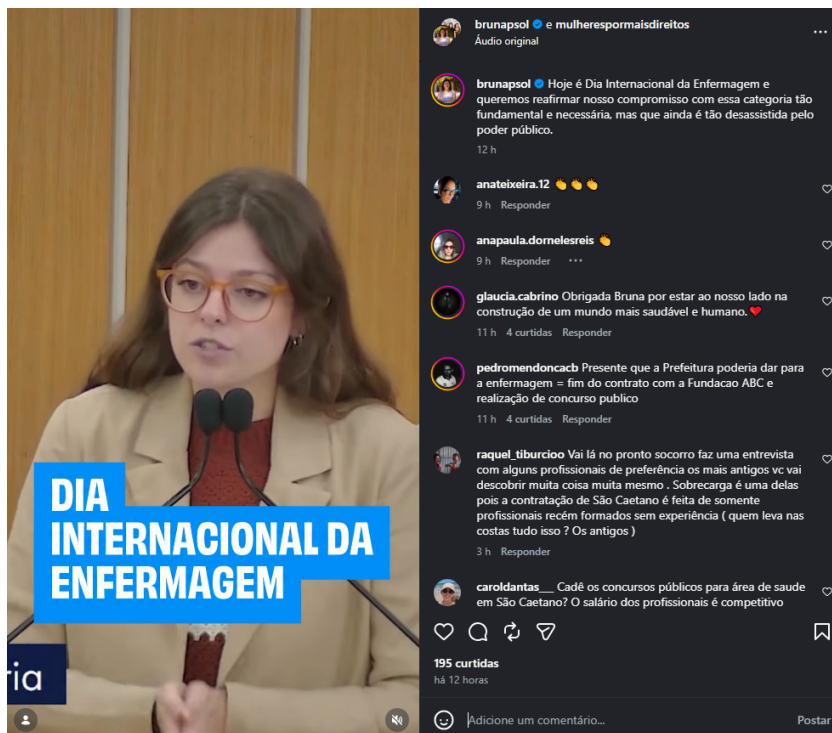 brunapsol e mulherespormaisdireitos
Áudio original
brunapsol Hoje é Dia Internacional da Enfermagem e
queremos reafirmar nosso compromisso com essa categoria tão
fundamental e necessária, mas que ainda é tão desassistida pelo
poder público.
12 h
anateixeira.12 👏👏👏
9 h Responder
anapaula.dornelesreis 👏
9 h Responder ...
glaucia.cabrino Obrigada Bruna por estar ao nosso lado na
construção de um mundo mais saudável e humano.❤️
11 h 4 curtidas Responder
pedromendoncacb Presente que a Prefeitura poderia dar para
a enfermagem = fim do contrato com a Fundacao ABC e
realização de concurso publico
11 h 4 curtidas Responder
raquel_tiburcioo Vai lá no pronto socorro faz uma entrevista
com alguns profissionais de preferência os mais antigos vc vai
descobrir muita coisa muita mesmo . Sobrecarga é uma delas
pois a contratação de São Caetano é feita de somente
profissionais recém formados sem experiência ( quem leva nas
costas tudo isso ? Os antigos )
3 h Responder
caroldantas___ Cadê os concursos públicos para área de saude
em São Caetano? O salário dos profissionais é competitivo
195 curtidas
há 12 horas
Adicione um comentário...
Postar
DIA
INTERNACIONAL DA
ENFERMAGEM
ria